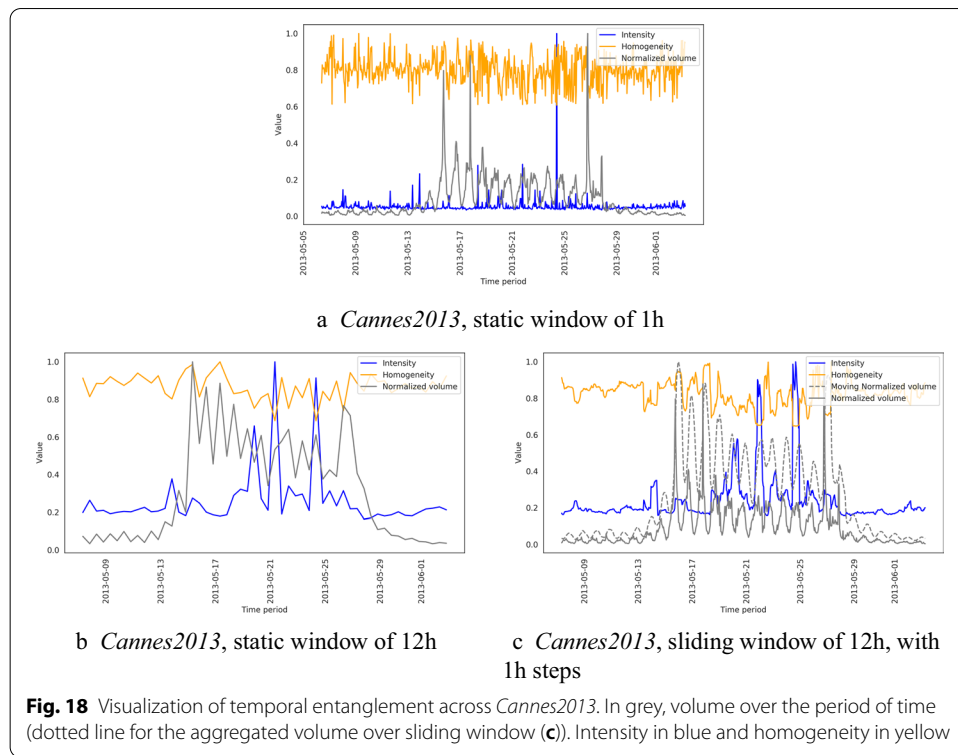 Intensity
Homogeneity
Normalized volume
1.0
0.8
0.6
0.4
0.2
0.0
Value
2013-05-05
2013-05-09
2013-05-13
2013-05-17
2013-05-21
2013-05-25
2013-05-29
2013-06-01
Time period
a Cannes2013, static window of 1h
Intensity
Homogeneity
Normalized volume
1.0
0.8
0.6
0.4
0.2
0.0
Value
2013-05-09
2013-05-13
2013-05-17
2013-05-21
2013-05-25
2013-05-29
2013-06-01
Time period
b Cannes2013, static window of 12h
Intensity
Homogeneity
Moving Normalized volume
Normalized volume
1.0
0.8
0.6
0.4
0.2
0.0
Value
2013-05-09
2013-05-13
2013-05-17
2013-05-21
2013-05-25
2013-05-29
2013-06-01
Time period
c Cannes2013, sliding window of 12h, with
1h steps
Fig. 18 Visualization of temporal entanglement across Cannes2013. In grey, volume over the period of time
(dotted line for the aggregated volume over sliding window (c)). Intensity in blue and homogeneity in yellow